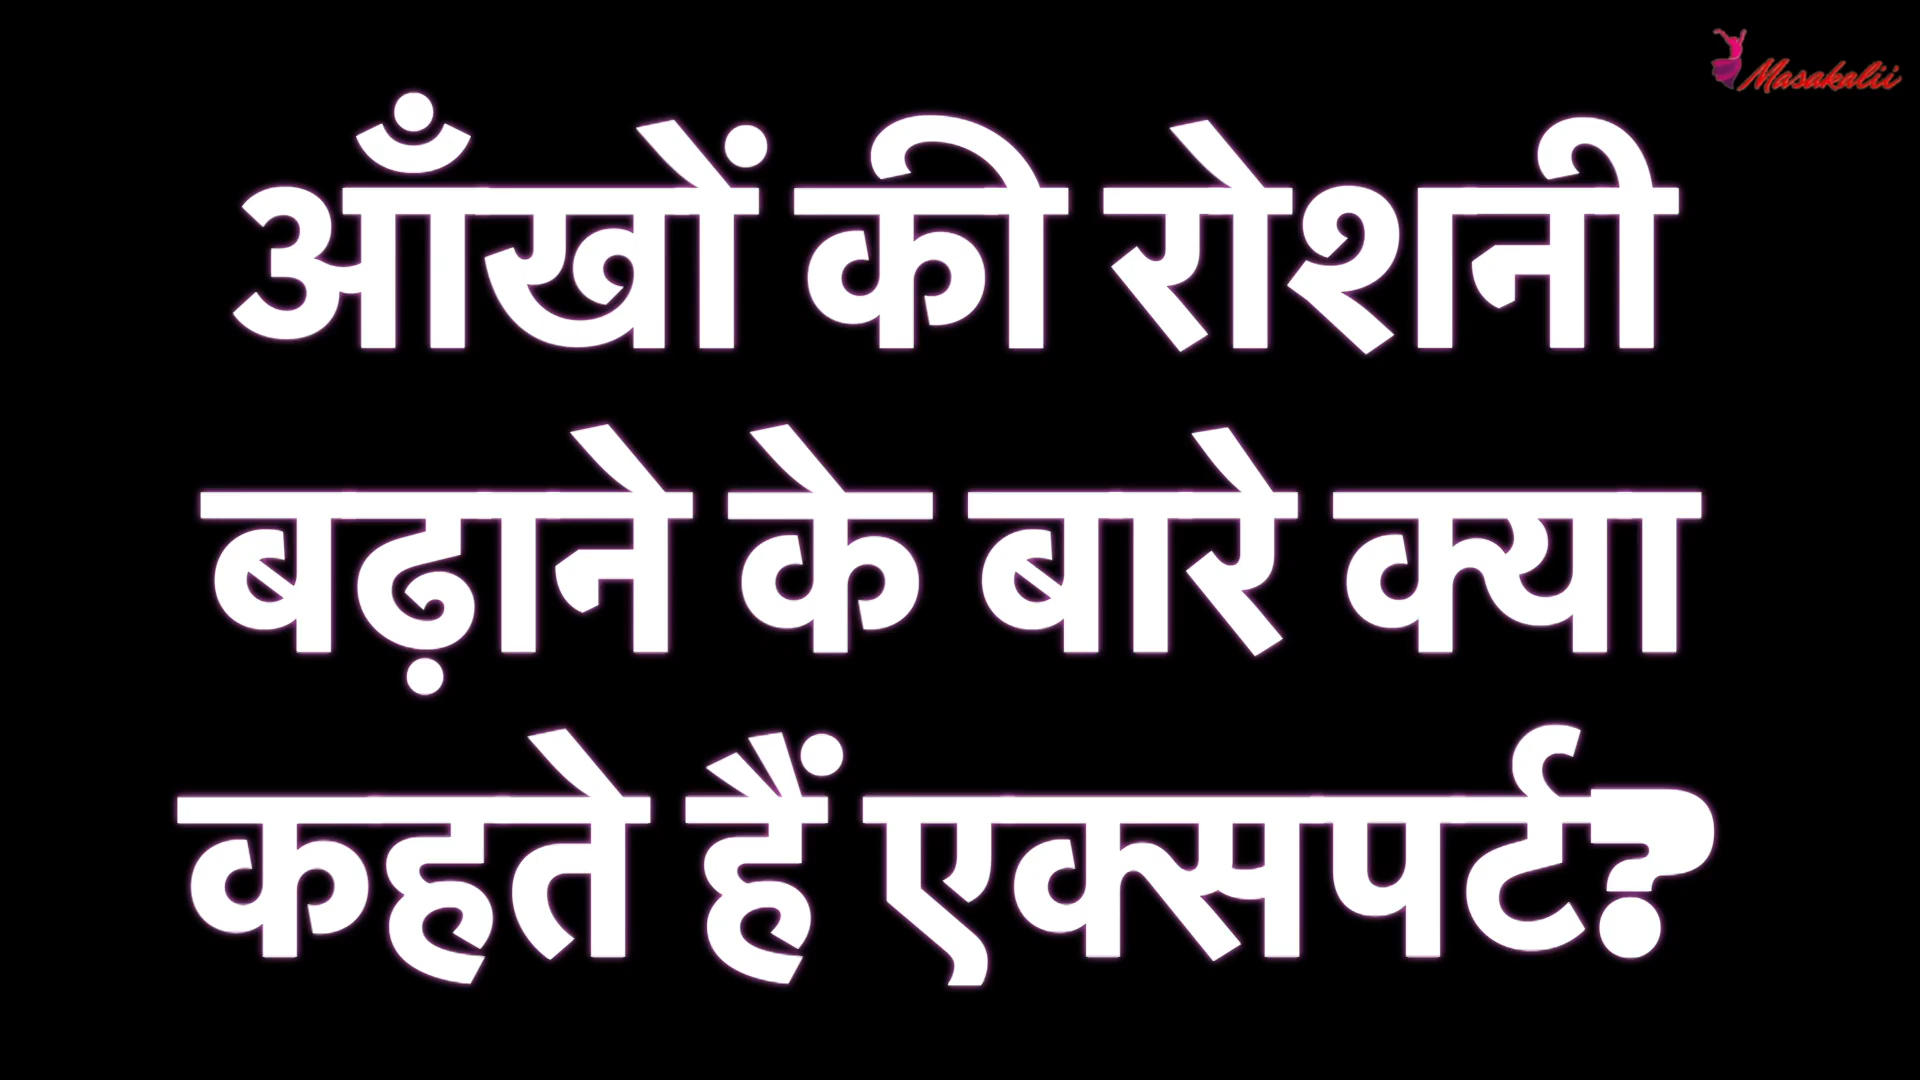 Masakalii
आँखों की रोशनी
बढ़ाने के बारे क्या
कहते हैं एक्सपर्ट?